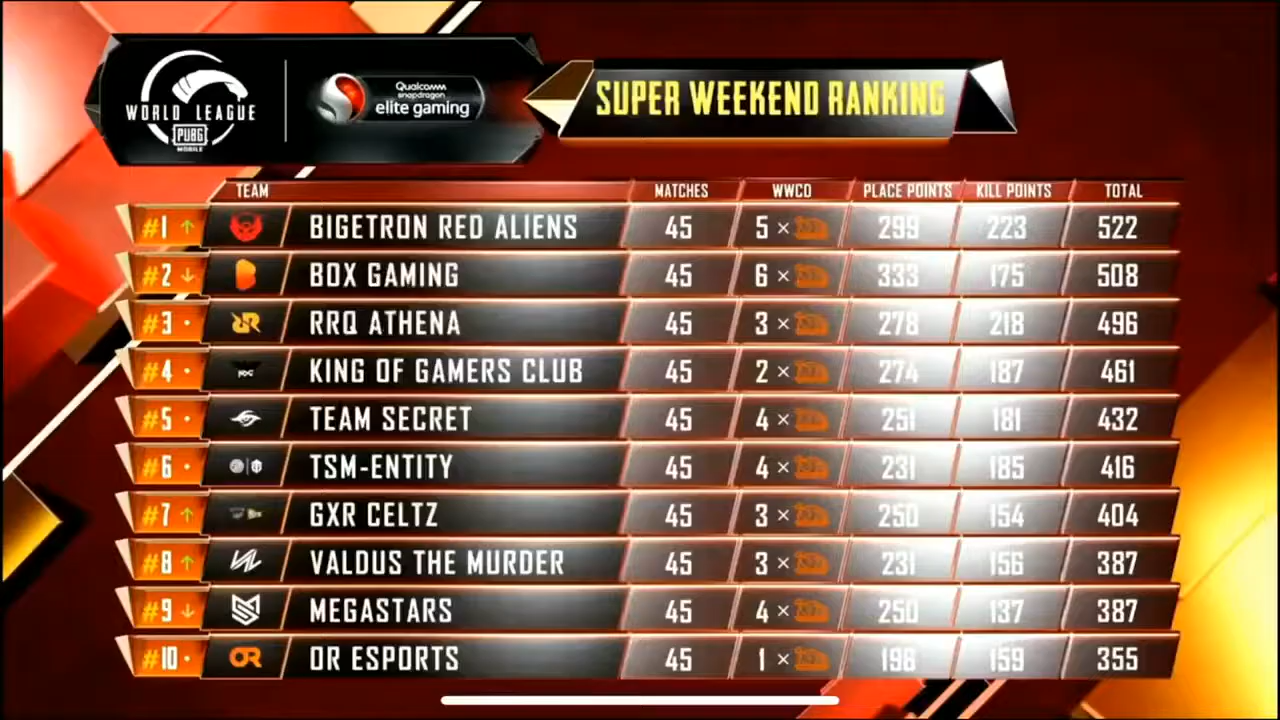 WORLD LEAGUE
PUBG
MOBILE
Qualcomm
snapdragon
elite gaming
SUPER WEEKEND RANKING
TEAM MATCHES WWCD PLACE POINTS KILL POINTS TOTAL
#1 ↑ BIGETRON RED ALIENS 45 5 × 299 223 522
#2 ↓ B BOX GAMING 45 6 × 333 175 508
#3 • RRQ RRQ ATHENA 45 3 × 278 218 496
#4 • KOG KING OF GAMERS CLUB 45 2 × 274 187 461
#5 • TEAM SECRET 45 4 × 251 181 432
#6 • TSM-ENTITY 45 4 × 231 185 416
#7 ↑ GXR CELTZ 45 3 × 250 154 404
#8 ↑ VALDUS THE MURDER 45 3 × 231 156 387
#9 ↓ MEGASTARS 45 4 × 250 137 387
#10 • OR OR ESPORTS 45 1 × 196 159 355